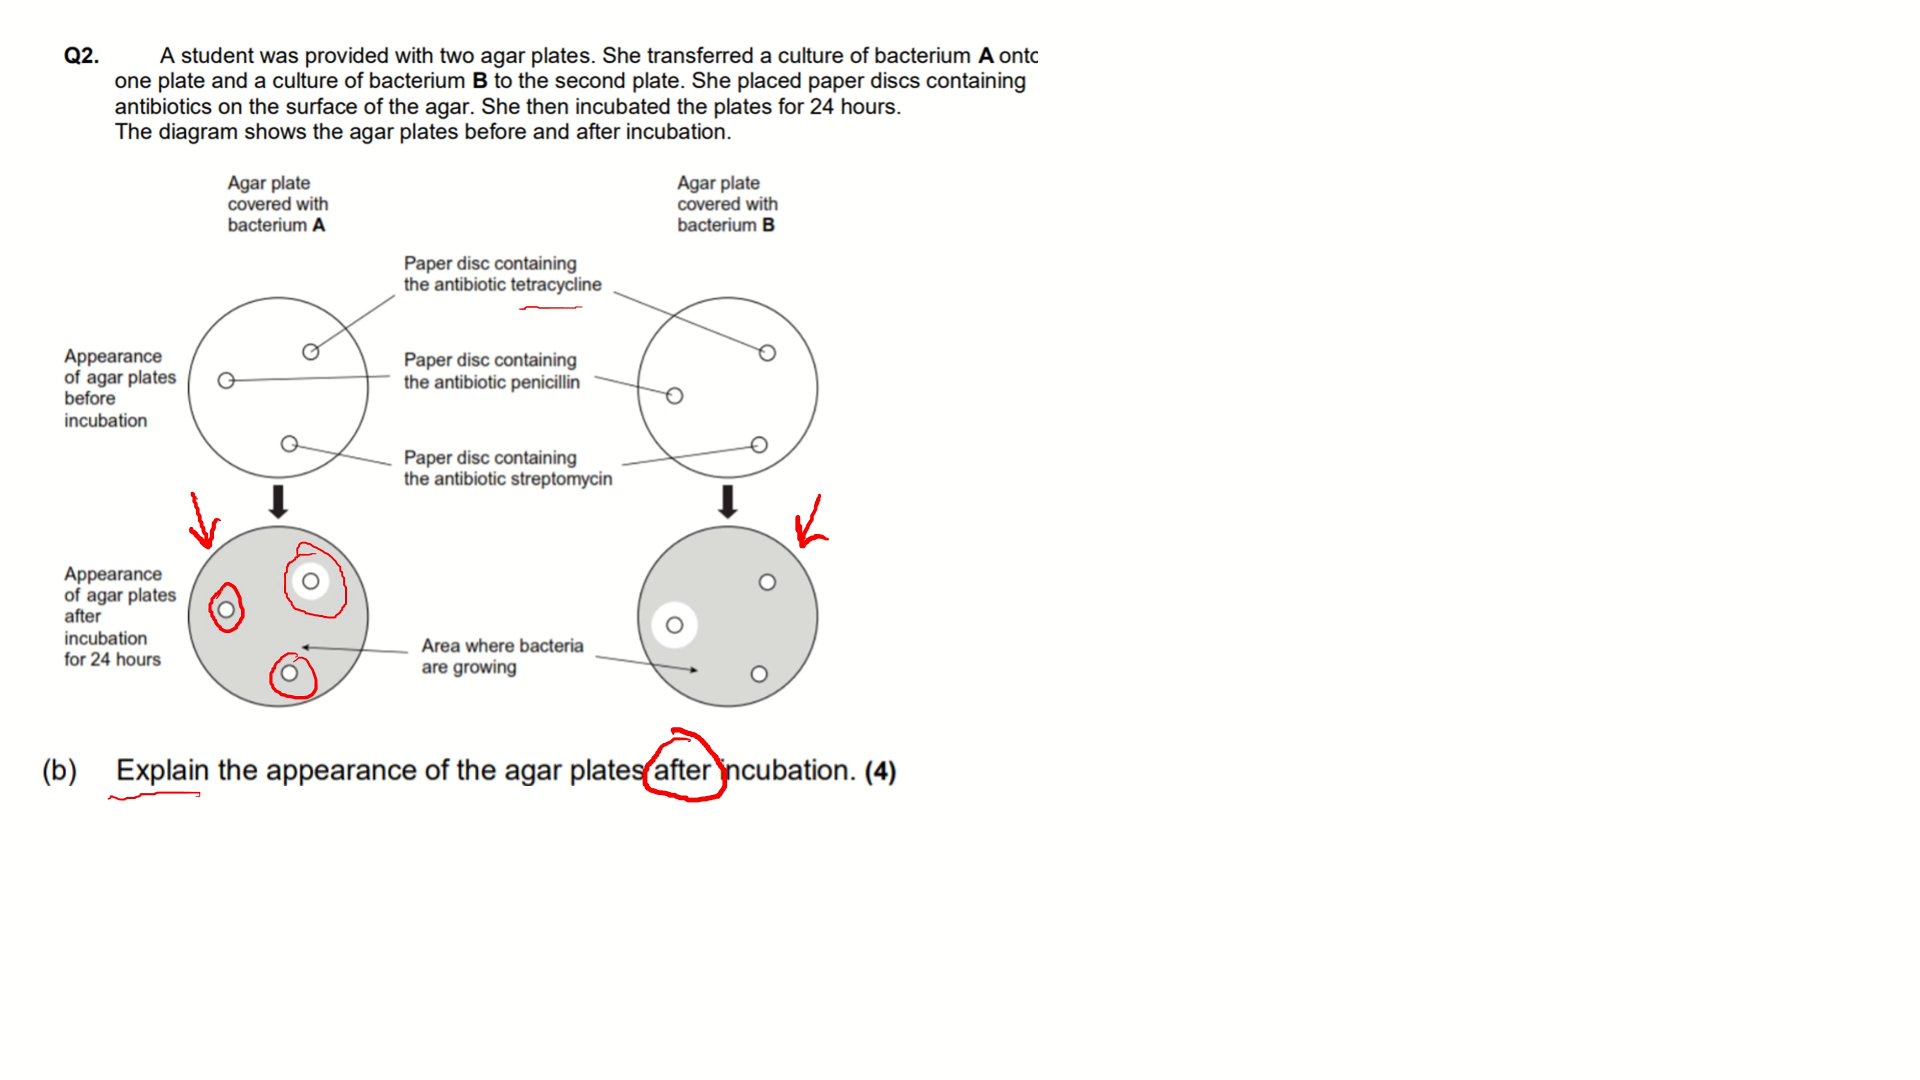 Q2. A student was provided with two agar plates. She transferred a culture of bacterium A onto
one plate and a culture of bacterium B to the second plate. She placed paper discs containing
antibiotics on the surface of the agar. She then incubated the plates for 24 hours.
The diagram shows the agar plates before and after incubation.
Agar plate
covered with
bacterium A
Agar plate
covered with
bacterium B
Paper disc containing
the antibiotic tetracycline
Appearance
of agar plates
before
incubation
Paper disc containing
the antibiotic penicillin
Paper disc containing
the antibiotic streptomycin
Appearance
of agar plates
after
incubation
for 24 hours
Area where bacteria
are growing
(b) Explain the appearance of the agar plates after incubation. (4)